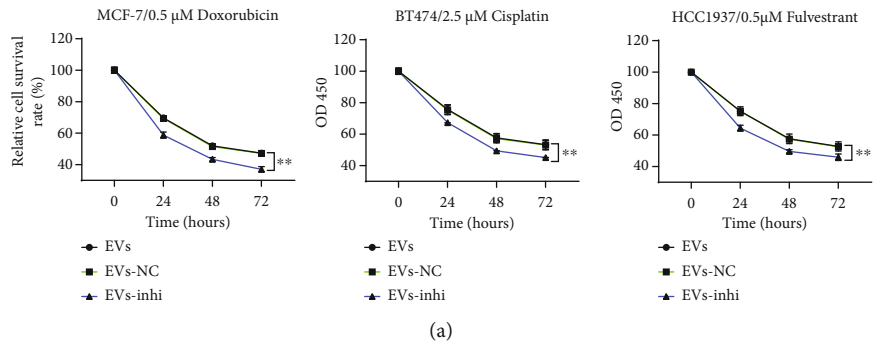 MCF-7/0.5 μM Doxorubicin
Relative cell survival
rate (%)
120
100
80
60
40
**
0 24 48 72
Time (hours)
EVs
EVs-NC
EVs-inhi
BT474/2.5 μM Cisplatin
OD 450
120
100
80
60
40
**
0 24 48 72
Time (hours)
EVs
EVs-NC
EVs-inhi
HCC1937/0.5μM Fulvestrant
OD 450
120
100
80
60
40
**
0 24 48 72
Time (hours)
EVs
EVs-NC
EVs-inhi
(a)